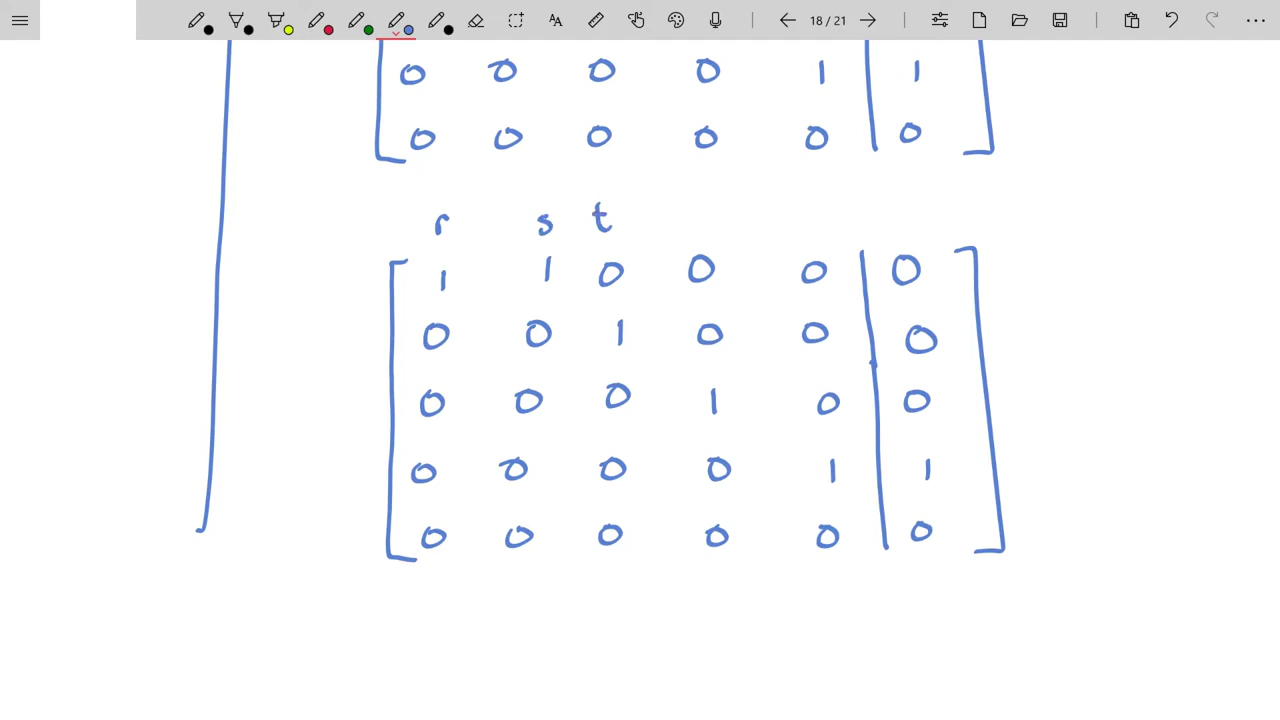 18 / 21
0 0 0 0 1 | 1
0 0 0 0 0 | 0
r s t
1 1 0 0 0 | 0
0 0 1 0 0 | 0
0 0 0 1 0 | 0
0 0 0 0 1 | 1
0 0 0 0 0 | 0